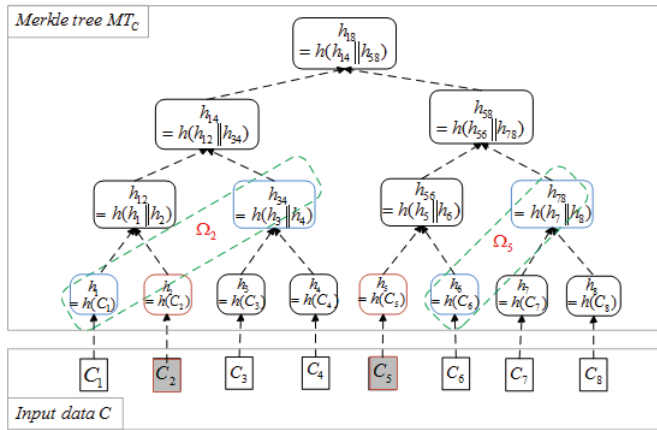 Merkle tree MT_C
h_18
= h(h_14||h_58)
h_14
= h(h_12||h_34)
h_58
= h(h_56||h_78)
h_12
= h(h_1||h_2)
h_34
= h(h_3||h_4)
h_56
= h(h_5||h_6)
h_78
= h(h_7||h_8)
Ω_2
Ω_5
h_1
= h(C_1)
h_2
= h(C_2)
h_3
= h(C_3)
h_4
= h(C_4)
h_5
= h(C_5)
h_6
= h(C_6)
h_7
= h(C_7)
h_8
= h(C_8)
C_1 C_2 C_3 C_4 C_5 C_6 C_7 C_8
Input data C